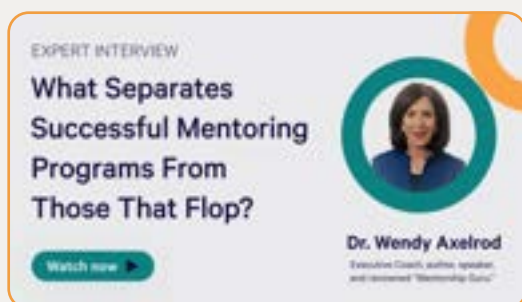 EXPERT INTERVIEW
What Separates
Successful Mentoring
Programs From
Those That Flop?
Watch now
Dr. Wendy Axelrod
Executive Coach, author, speaker,
and renowned "Mentorship Guru"